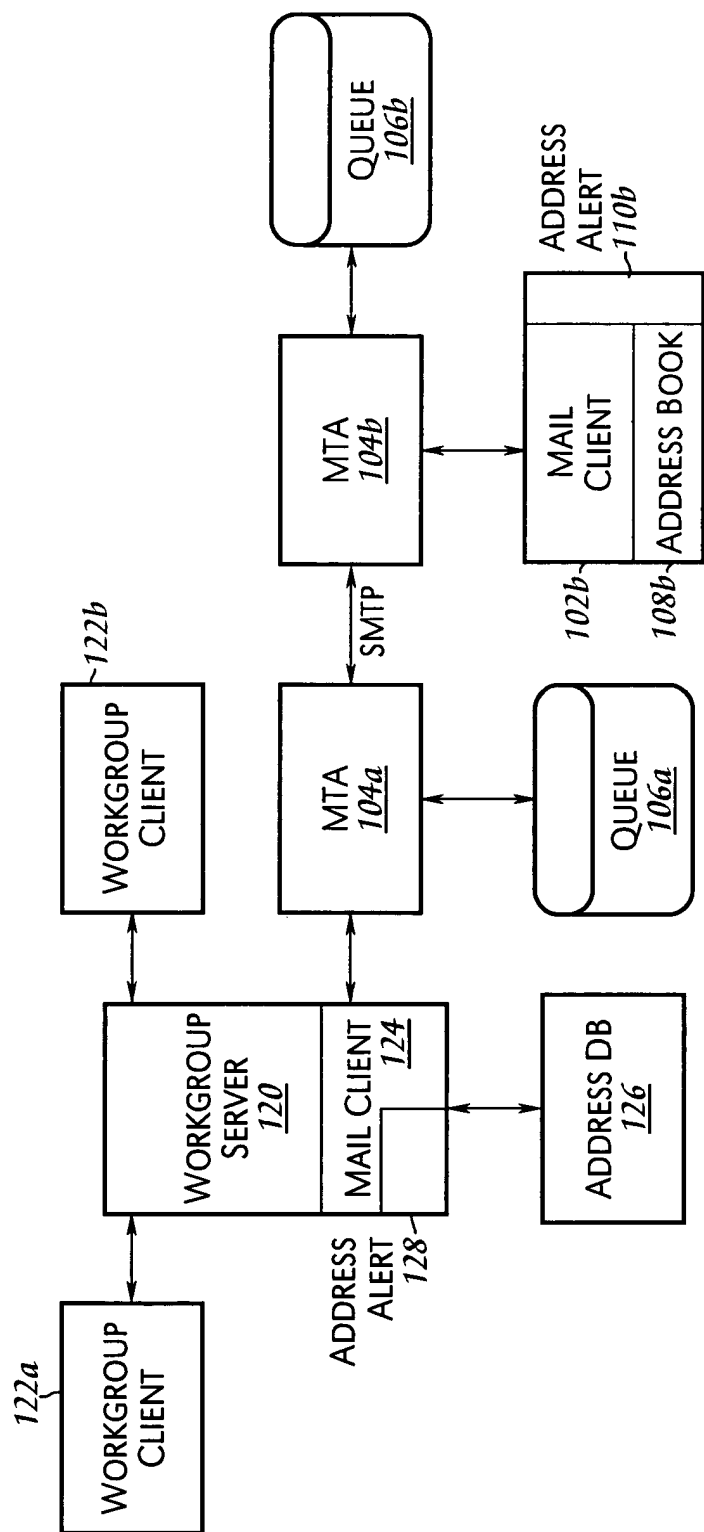 122a
WORKGROUP
CLIENT
WORKGROUP
SERVER
120
MAIL CLIENT
124
ADDRESS
ALERT
128
ADDRESS DB
126
WORKGROUP
CLIENT
122b
MTA
104a
SMTP
QUEUE
106a
MTA
104b
QUEUE
106b
MAIL
CLIENT
102b
ADDRESS BOOK
108b
ADDRESS
ALERT
110b